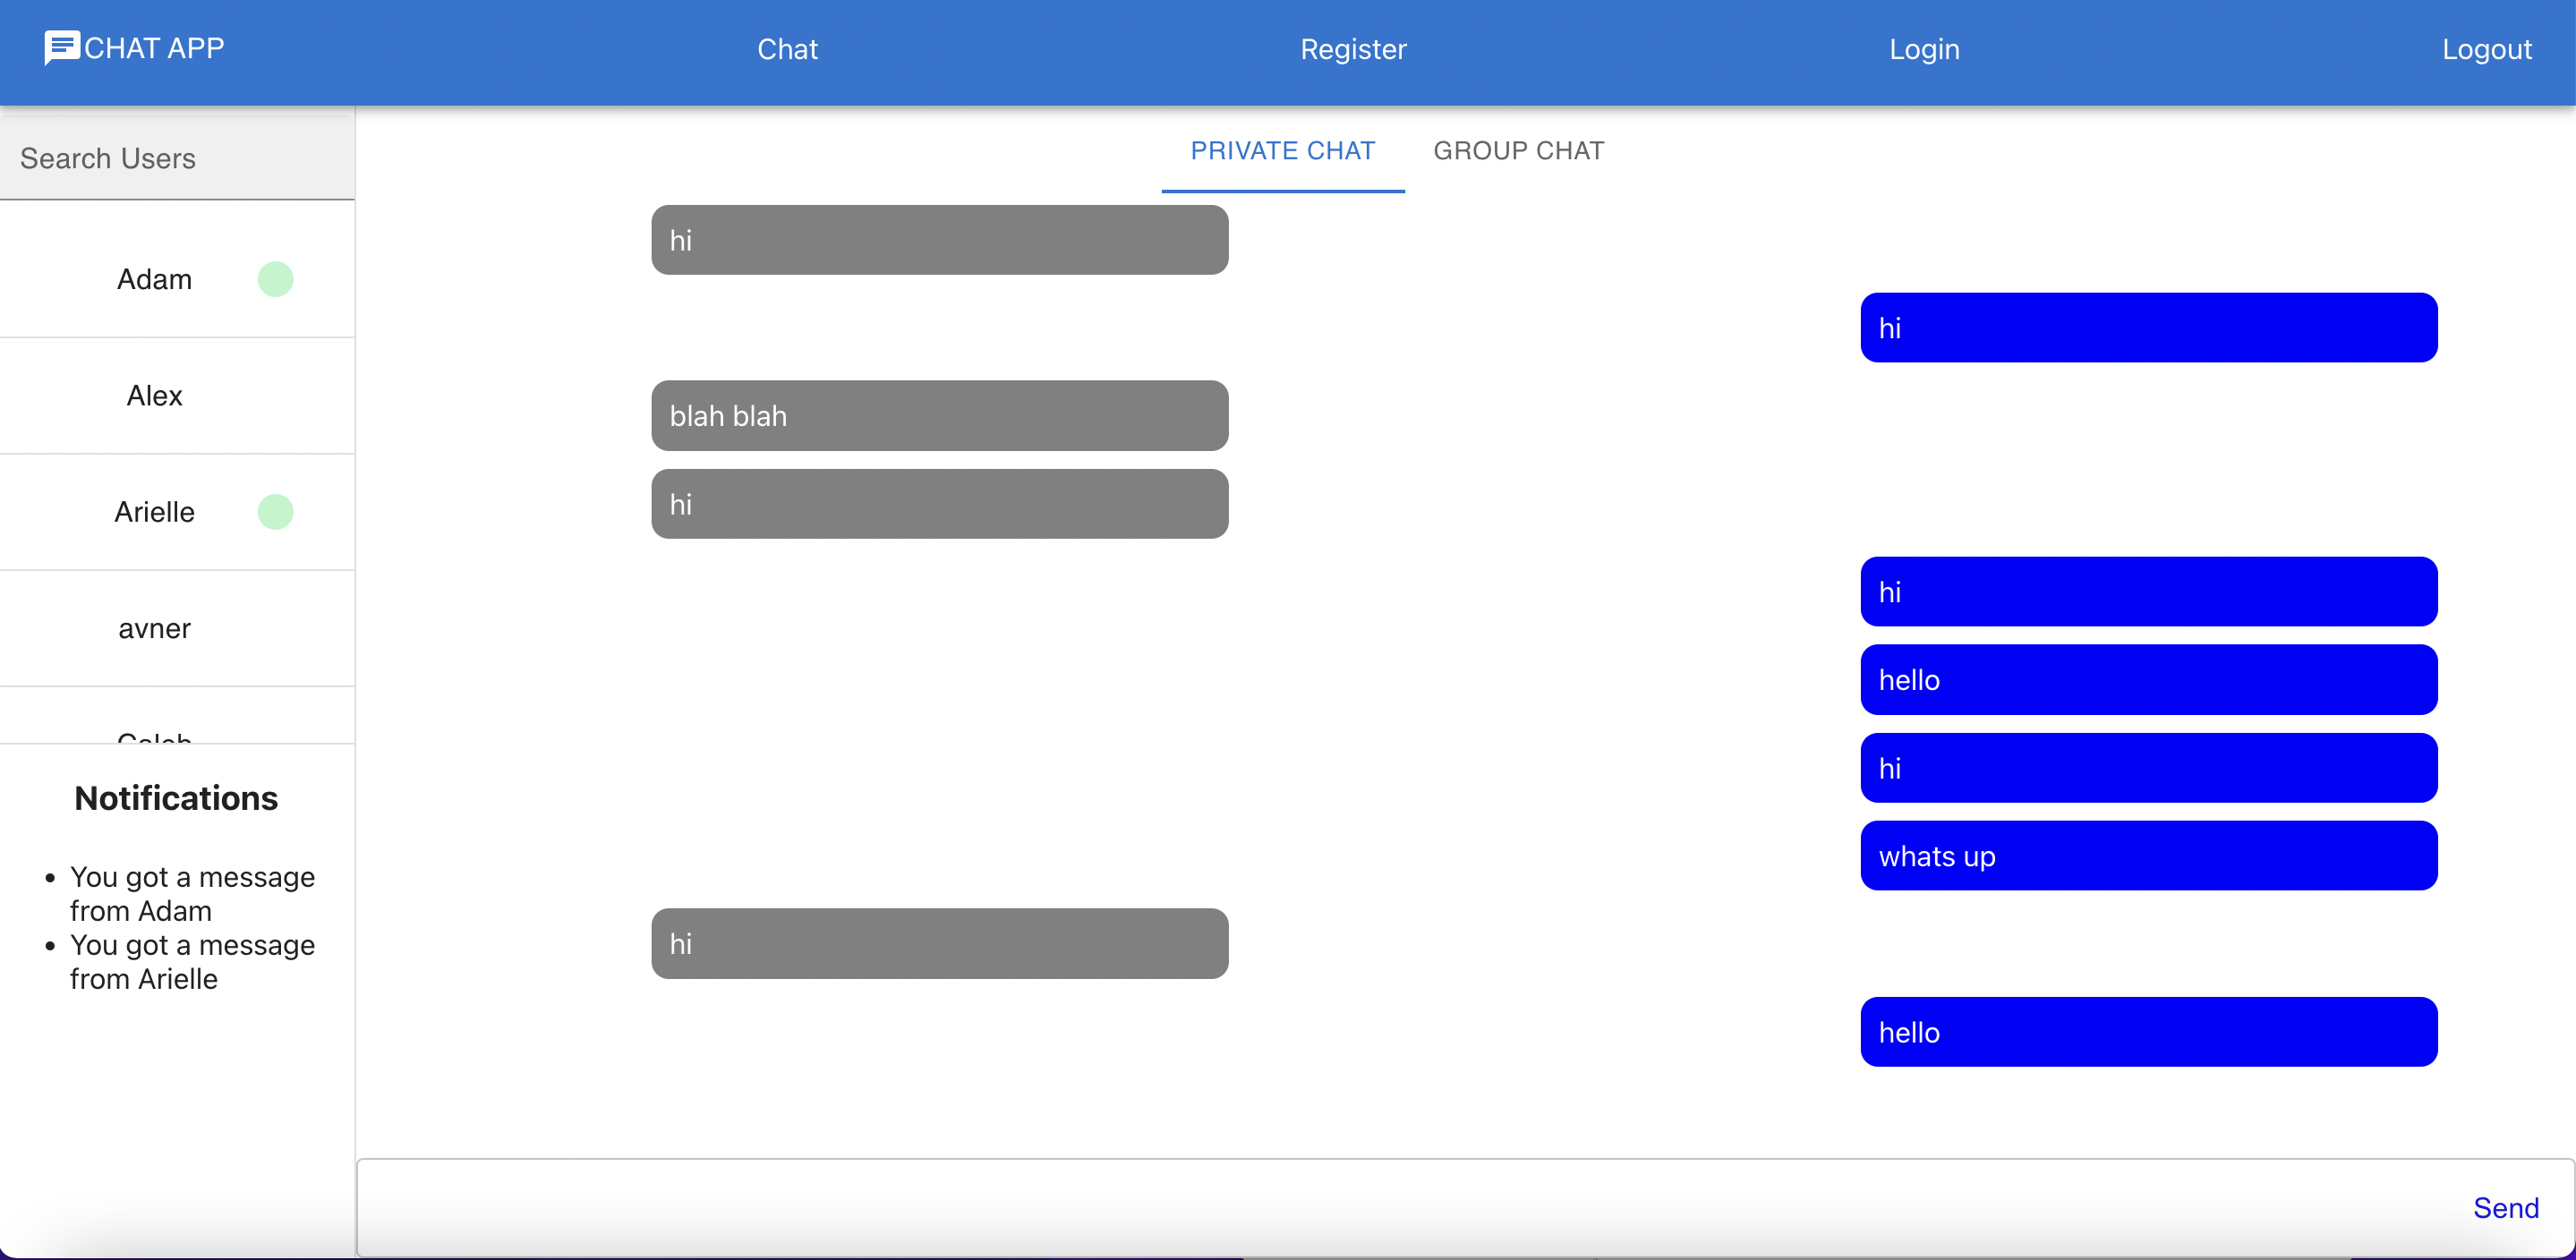 CHAT APP
Chat
Register
Login
Logout
Search Users
Adam
Alex
Arielle
avner
Caleb
Notifications
You got a message
from Adam
You got a message
from Arielle
PRIVATE CHAT
GROUP CHAT
hi
hi
blah blah
hi
hi
hello
hi
whats up
hi
hello
Send